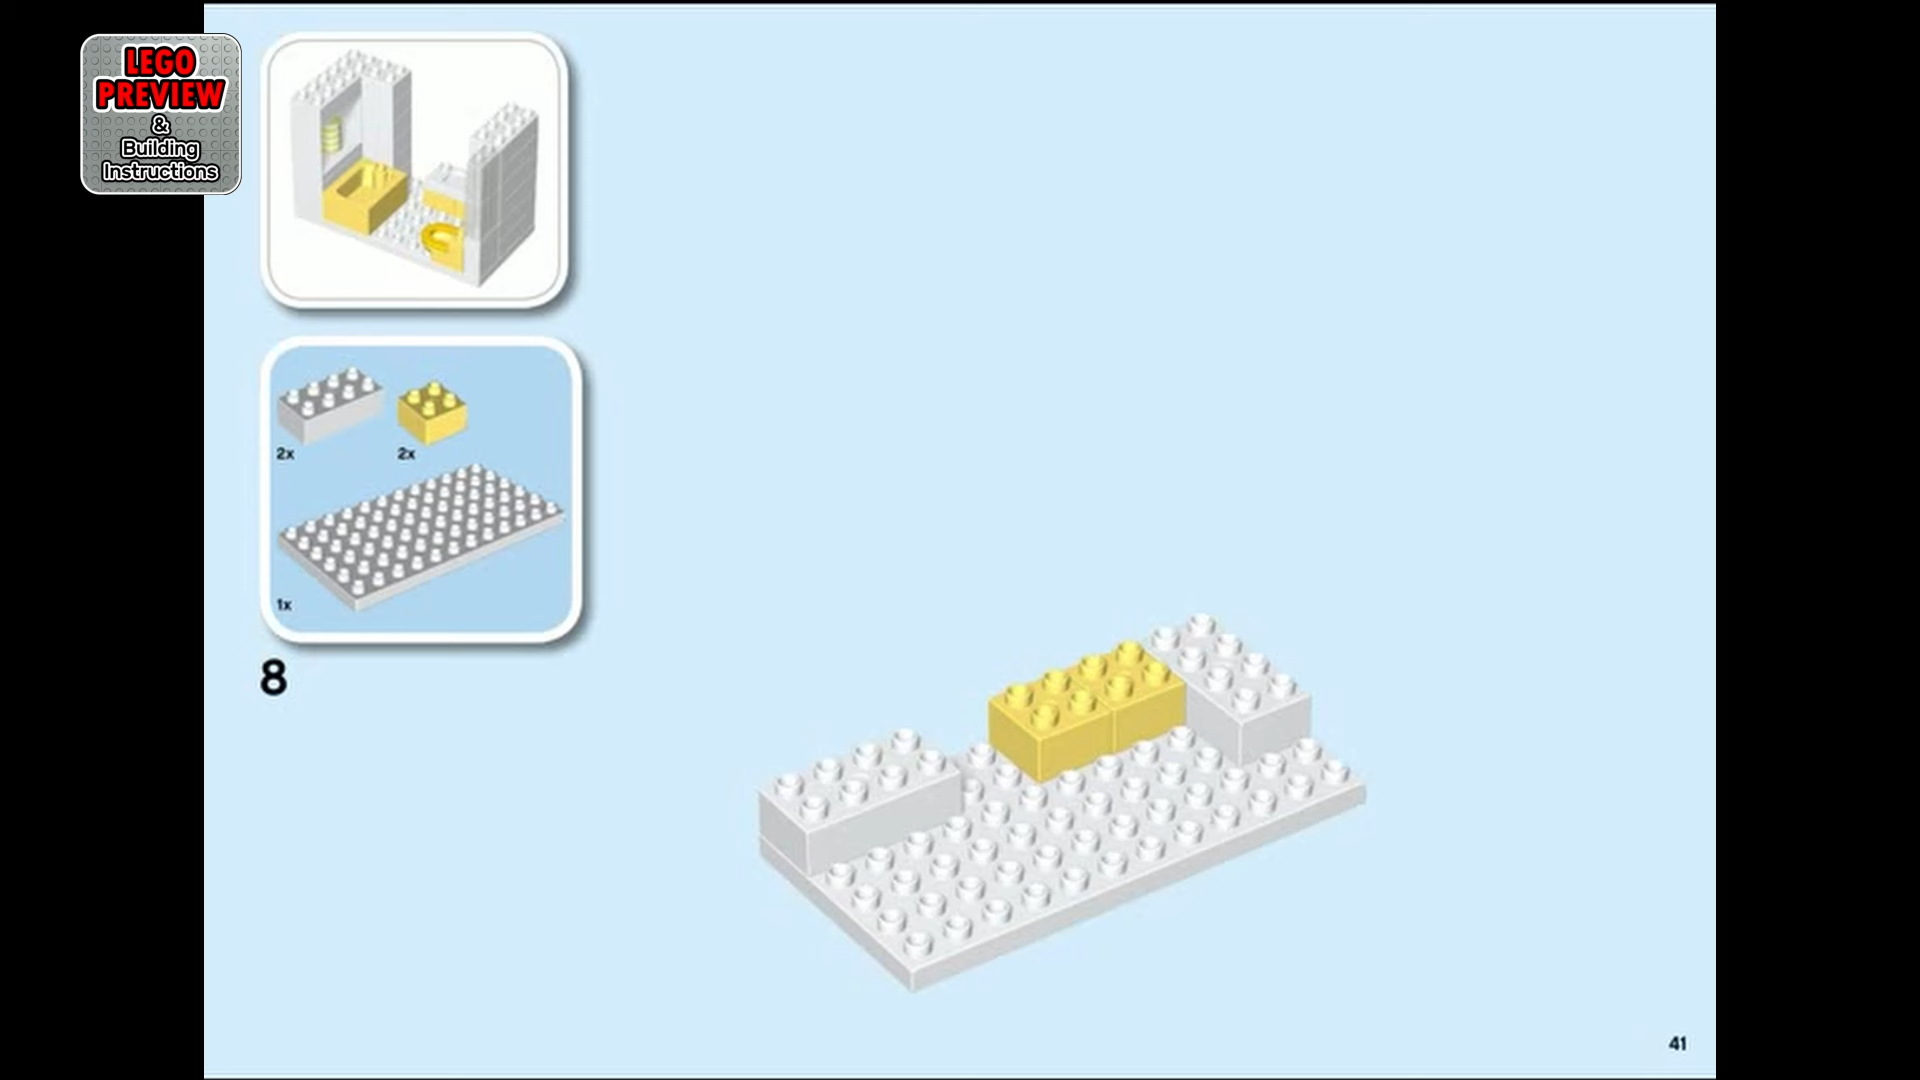 LEGO
PREVIEW
&
Building
Instructions
2x 2x
1x
8
41